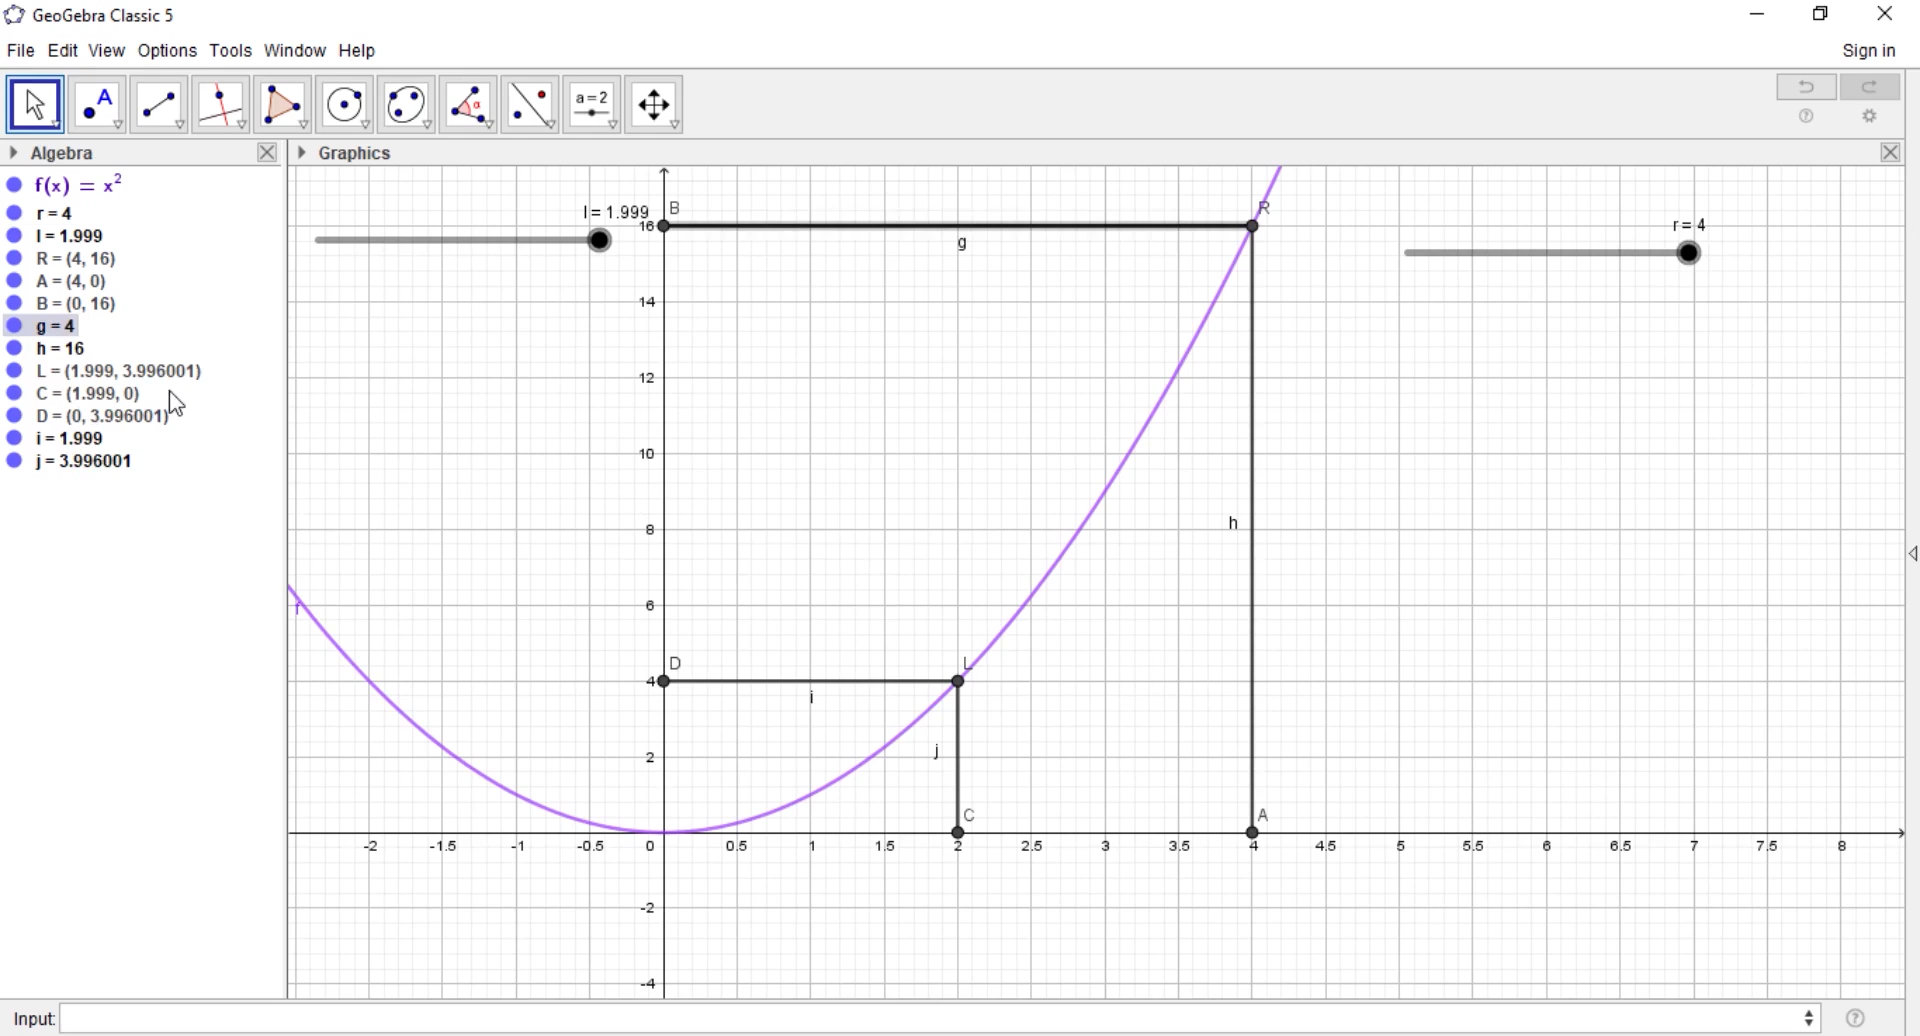 GeoGebra Classic 5
File Edit View Options Tools Window Help Sign in
A α a=2
Algebra
Graphics
f(x) = x²
r = 4
l = 1.999
R = (4, 16)
A = (4, 0)
B = (0, 16)
g = 4
h = 16
L = (1.999, 3.996001)
C = (1.999, 0)
D = (0, 3.996001)
i = 1.999
j = 3.996001
l = 1.999
B
R
r = 4
16
g
14
12
10
h
8
6
f
D
L
4
i
j
2
C
A
-2 -1.5 -1 -0.5 0 0.5 1 1.5 2 2.5 3 3.5 4 4.5 5 5.5 6 6.5 7 7.5 8
-2
-4
Input: